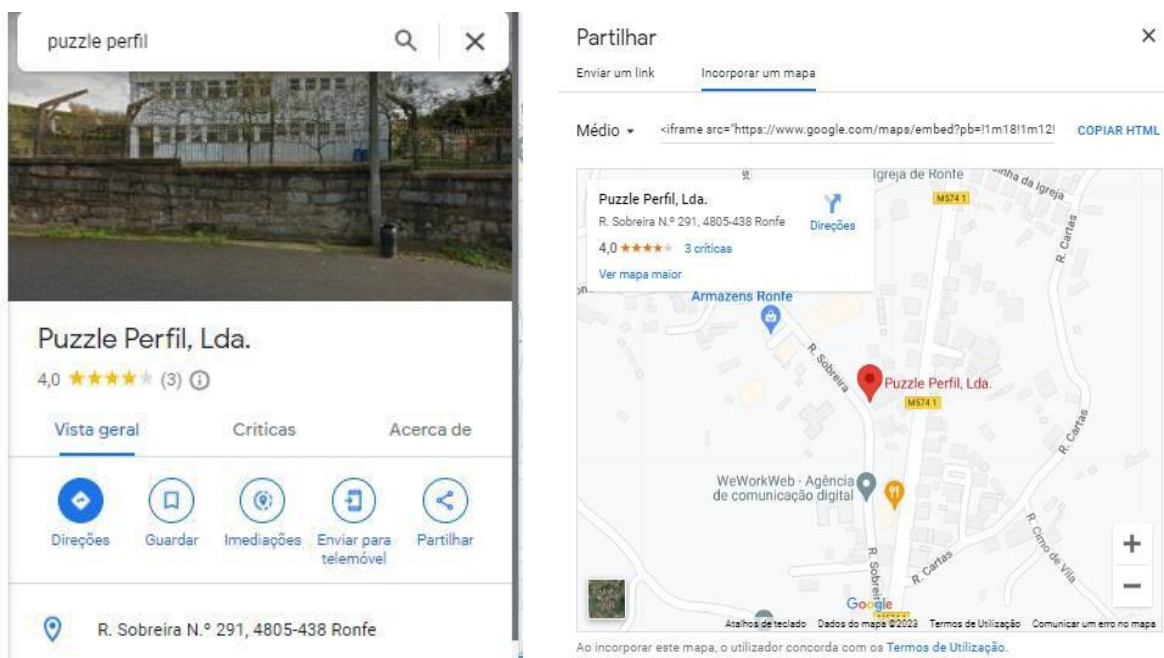 puzzle perfil
Puzzle Perfil, Lda.
4,0 ★★★★★ (3)
Vista geral
Críticas
Acerca de
Direções
Guardar
Imediações
Enviar para
telemóvel
Partilhar
R. Sobreira N.º 291, 4805-438 Ronfe
Partilhar
Enviar um link
Incorporar um mapa
Médio
<iframe src="https://www.google.com/maps/embed?pb=!1m18!1m12!
COPIAR HTML
Puzzle Perfil, Lda.
R. Sobreira N.º 291, 4805-438 Ronfe
4,0 ★★★★★ 3 críticas
Ver mapa maior
Direções
Igreja de Ronfe
M574 1
R. Cartas
Armazens Ronfe
R. Sobreira
Puzzle Perfil, Lda.
M574 1
R. Cartas
WeWorkWeb - Agência
de comunicação digital
R. Sobreira
R. Cartas
R. Cimo de Vila
Google
Atalhos de teclado
Dados do mapa ©2023
Termos de Utilização
Comunicar um erro no mapa
Ao incorporar este mapa, o utilizador concorda com os Termos de Utilização.